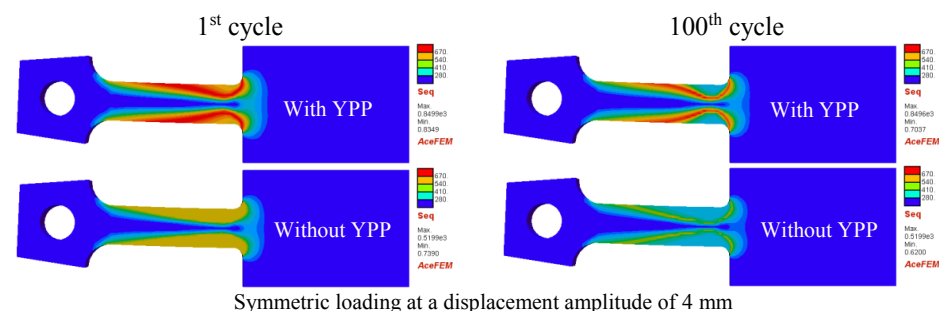 1st cycle
100th cycle
With YPP
670.
540.
410.
280.
Seq
Max.
0.8499e3
Min.
0.8349
AceFEM
With YPP
670.
540.
410.
280.
Seq
Max.
0.8496e3
Min.
0.7037
AceFEM
Without YPP
670.
540.
410.
280.
Seq
Max.
0.5199e3
Min.
0.7390
AceFEM
Without YPP
670.
540.
410.
280.
Seq
Max.
0.5199e3
Min.
0.6200
AceFEM
Symmetric loading at a displacement amplitude of 4 mm